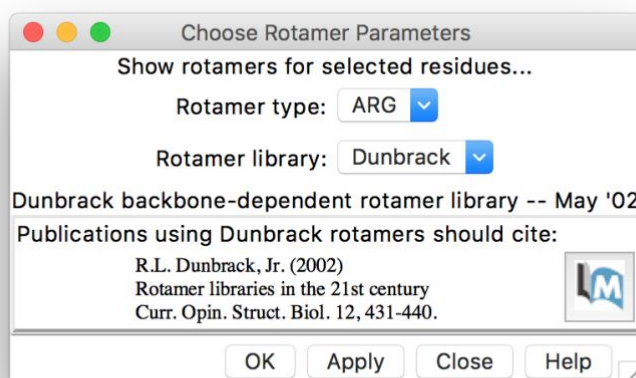 Choose Rotamer Parameters
Show rotamers for selected residues...
Rotamer type: ARG
Rotamer library: Dunbrack
Dunbrack backbone-dependent rotamer library -- May '02
Publications using Dunbrack rotamers should cite:
R.L. Dunbrack, Jr. (2002)
Rotamer libraries in the 21st century
Curr. Opin. Struct. Biol. 12, 431-440.
M
OK Apply Close Help